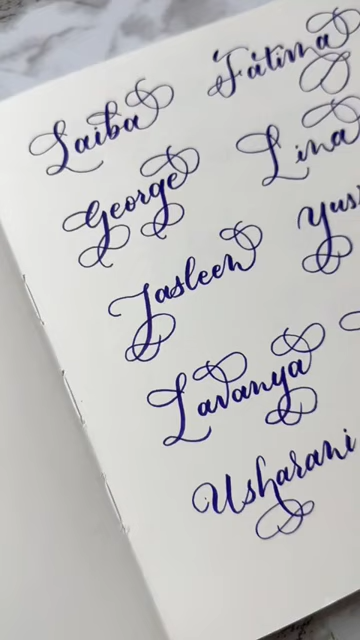 Laiba Fatima
George Lina
Jasleen
Lavanya
Usharani